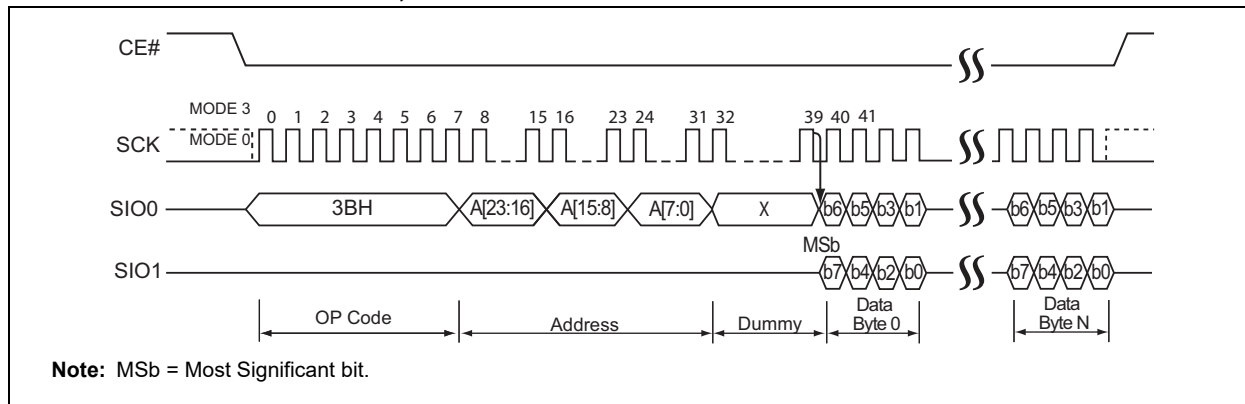 CE#
MODE 3
0 1 2 3 4 5 6 7 8 15 16 23 24 31 32 39 40 41
MODE 0
SCK
SIO0 3BH A[23:16] A[15:8] A[7:0] X b6 b5 b3 b1 b6 b5 b3 b1
MSb
SIO1 b7 b4 b2 b0 b7 b4 b2 b0
OP Code Address Dummy Data Byte 0 Data Byte N
Note: MSb = Most Significant bit.